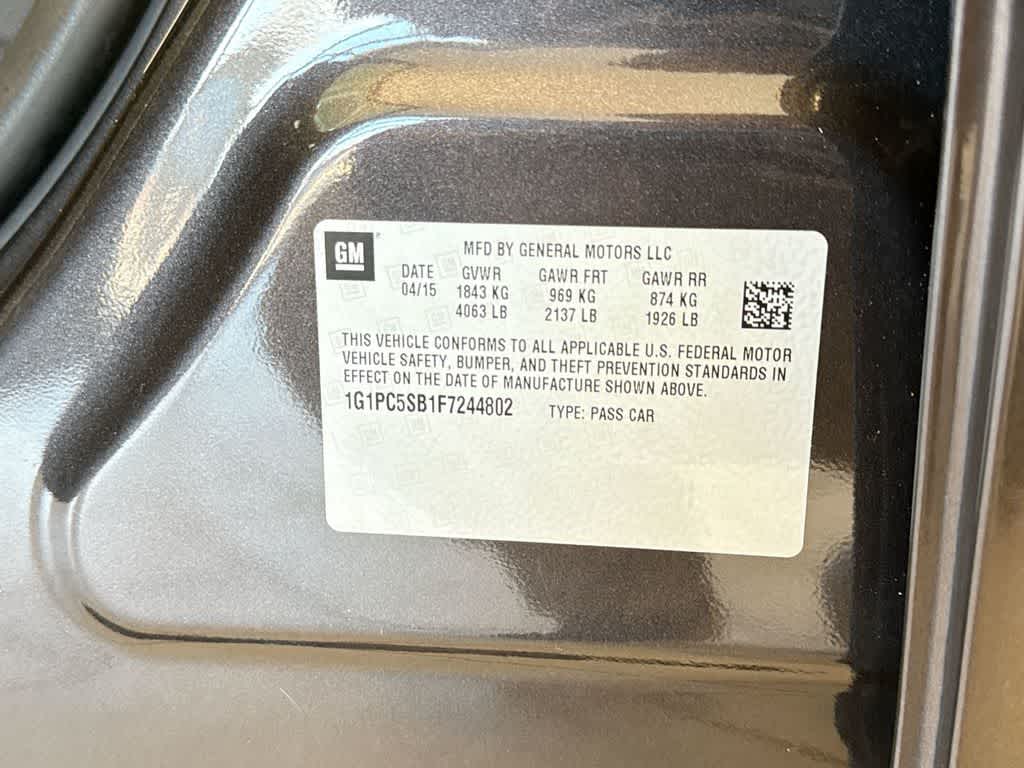 GM
MFD BY GENERAL MOTORS LLC
DATE GVWR GAWR FRT GAWR RR
04/15 1843 KG 969 KG 874 KG
4063 LB 2137 LB 1926 LB
THIS VEHICLE CONFORMS TO ALL APPLICABLE U.S. FEDERAL MOTOR
VEHICLE SAFETY, BUMPER, AND THEFT PREVENTION STANDARDS IN
EFFECT ON THE DATE OF MANUFACTURE SHOWN ABOVE.
1G1PC5SB1F7244802 TYPE: PASS CAR